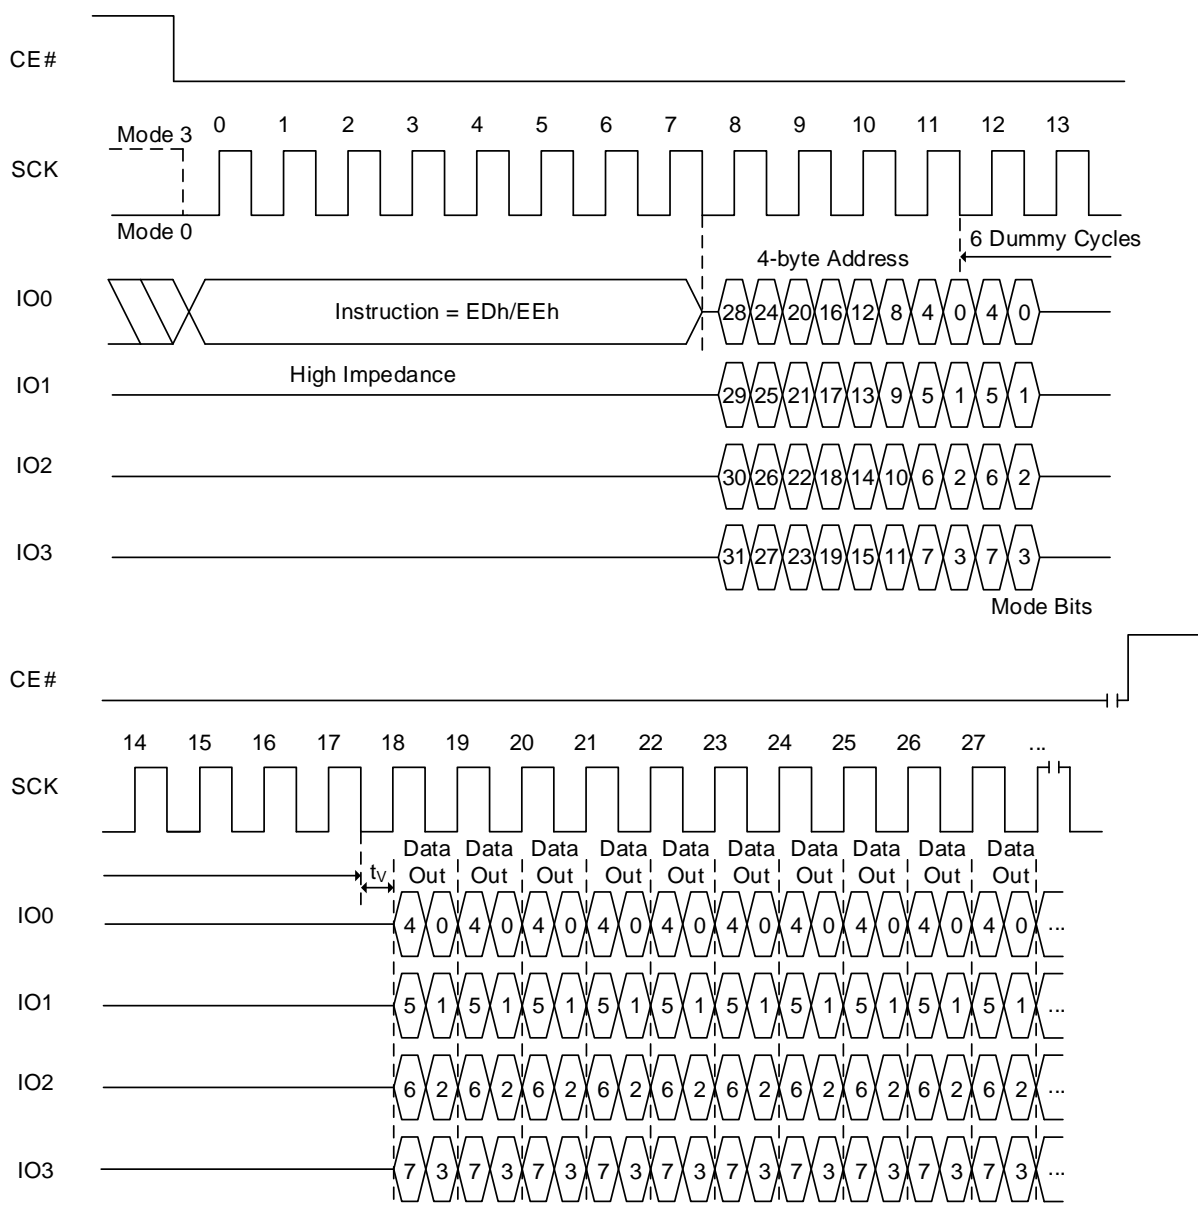 CE#
0 1 2 3 4 5 6 7 8 9 10 11 12 13
Mode 3
SCK
Mode 0
6 Dummy Cycles
4-byte Address
IO0
Instruction = EDh/EEh
28 24 20 16 12 8 4 0 4 0
High Impedance
IO1
29 25 21 17 13 9 5 1 5 1
IO2
30 26 22 18 14 10 6 2 6 2
IO3
31 27 23 19 15 11 7 3 7 3
Mode Bits
CE#
14 15 16 17 18 19 20 21 22 23 24 25 26 27 ...
SCK
Data Data Data Data Data Data Data Data Data Data
tV Out Out Out Out Out Out Out Out Out Out
IO0
4 0 4 0 4 0 4 0 4 0 4 0 4 0 4 0 4 0 4 0 ...
IO1
5 1 5 1 5 1 5 1 5 1 5 1 5 1 5 1 5 1 5 1 ...
IO2
6 2 6 2 6 2 6 2 6 2 6 2 6 2 6 2 6 2 6 2 ...
IO3
7 3 7 3 7 3 7 3 7 3 7 3 7 3 7 3 7 3 7 3 ...